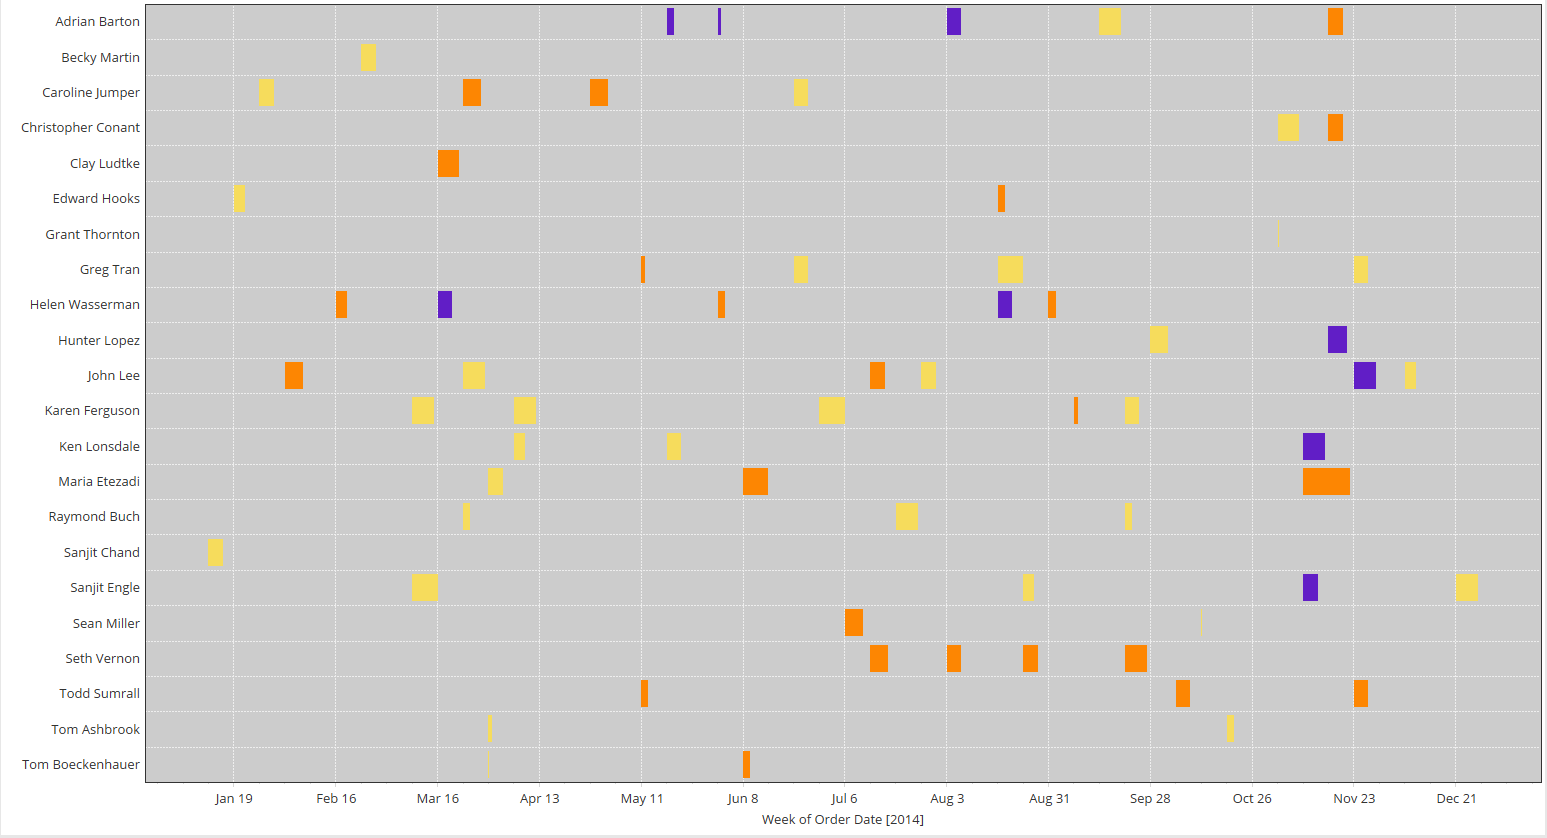 Adrian Barton
Becky Martin
Caroline Jumper
Christopher Conant
Clay Ludtke
Edward Hooks
Grant Thornton
Greg Tran
Helen Wasserman
Hunter Lopez
John Lee
Karen Ferguson
Ken Lonsdale
Maria Etezadi
Raymond Buch
Sanjit Chand
Sanjit Engle
Sean Miller
Seth Vernon
Todd Sumrall
Tom Ashbrook
Tom Boeckenhauer
Jan 19 Feb 16 Mar 16 Apr 13 May 11 Jun 8 Jul 6 Aug 3 Aug 31 Sep 28 Oct 26 Nov 23 Dec 21
Week of Order Date [2014]